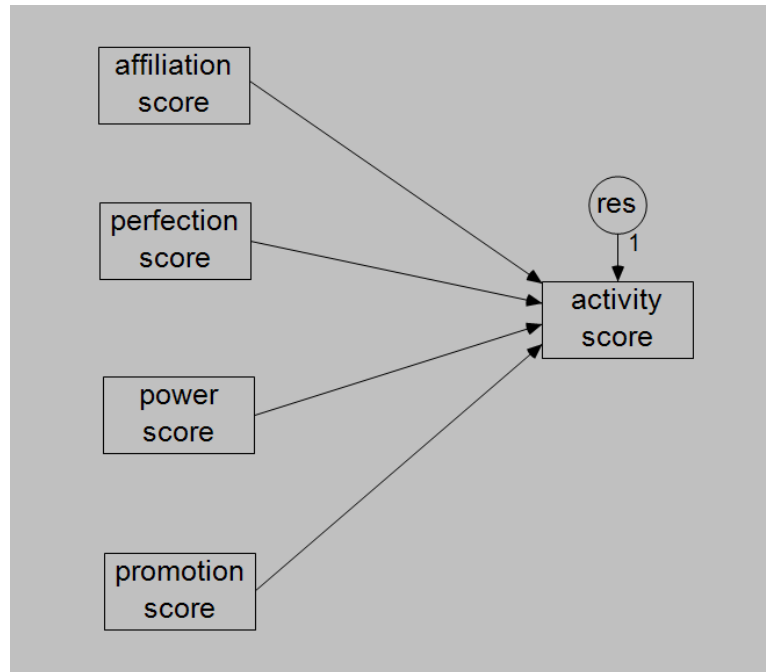 affiliation
score
perfection
score
power
score
promotion
score
res
1
activity
score